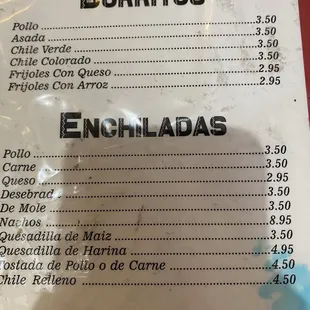 BURRITOS
Pollo 3.50
Asada 3.50
Chile Verde 3.50
Chile Colorado 3.50
Frijoles Con Queso 2.95
Frijoles Con Arroz 2.95
ENCHILADAS
Pollo 3.50
Carne 3.50
Queso 2.95
Desebrada 3.50
De Mole 3.50
Nachos 8.95
Quesadilla de Maiz 3.50
Quesadilla de Harina 4.95
Tostada de Pollo o de Carne 4.50
Chile Relleno 4.50